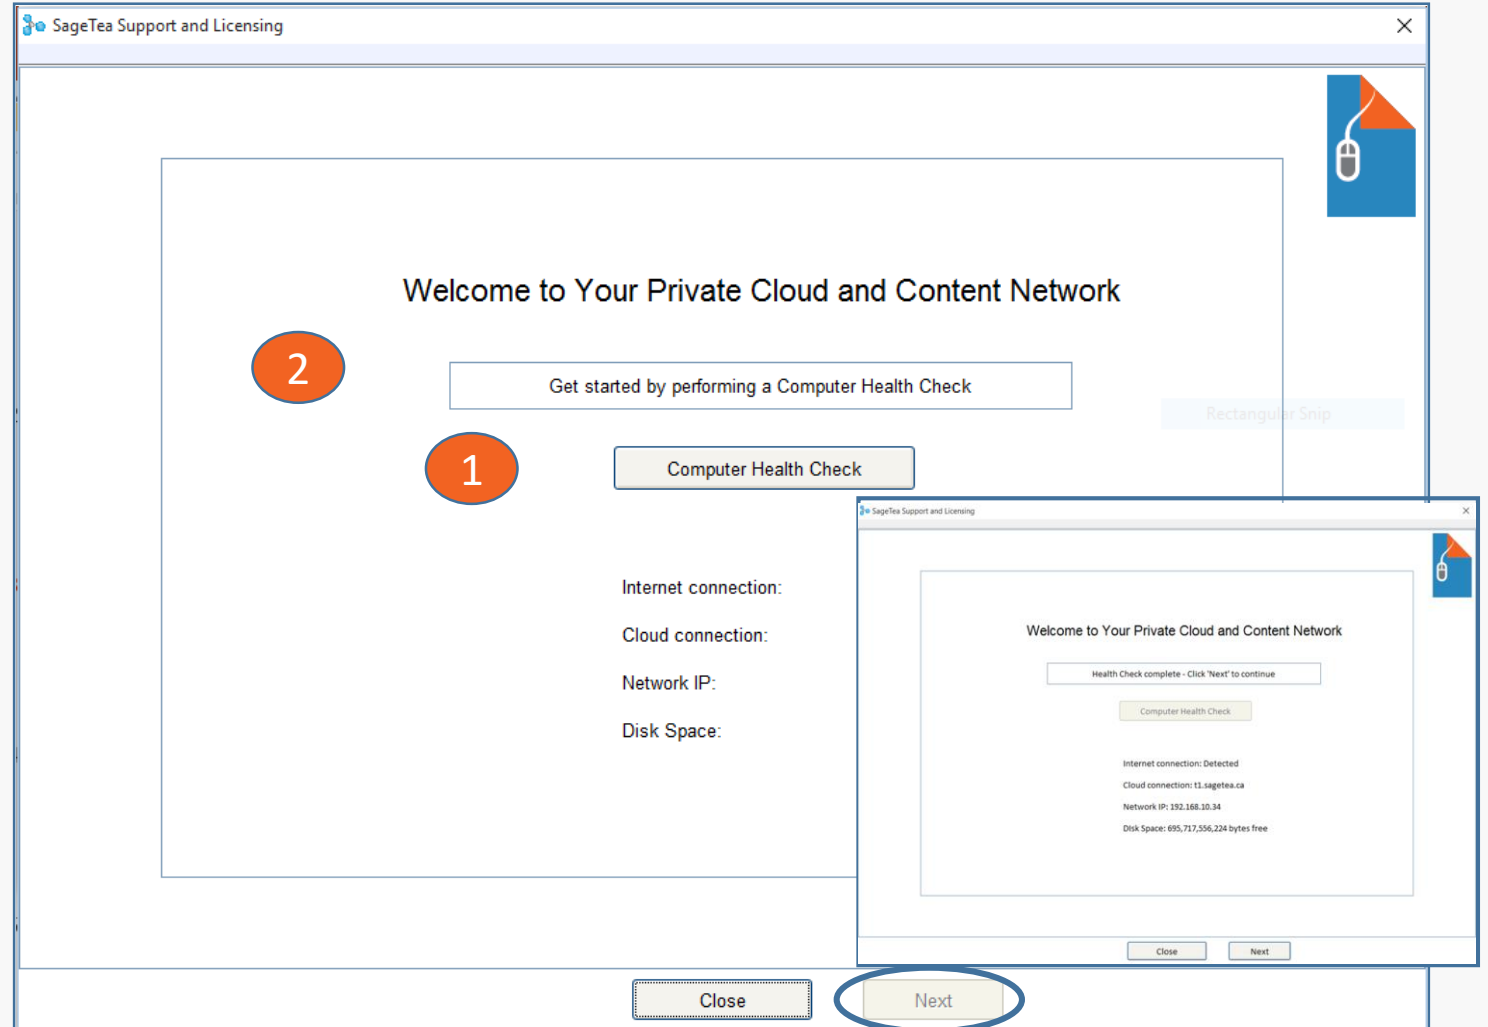 SageTea Support and Licensing
Welcome to Your Private Cloud and Content Network
2
Get started by performing a Computer Health Check
Rectangular Snip
1
Computer Health Check
Internet connection:
Cloud connection:
Network IP:
Disk Space:
SageTea Support and Licensing
Welcome to Your Private Cloud and Content Network
Health Check complete - Click 'Next' to continue
Computer Health Check
Internet connection: Detected
Cloud connection: t1.sagetea.ca
Network IP: 192.168.10.34
DIsk Space: 695,717,556,224 bytes free
Close Next
Close Next